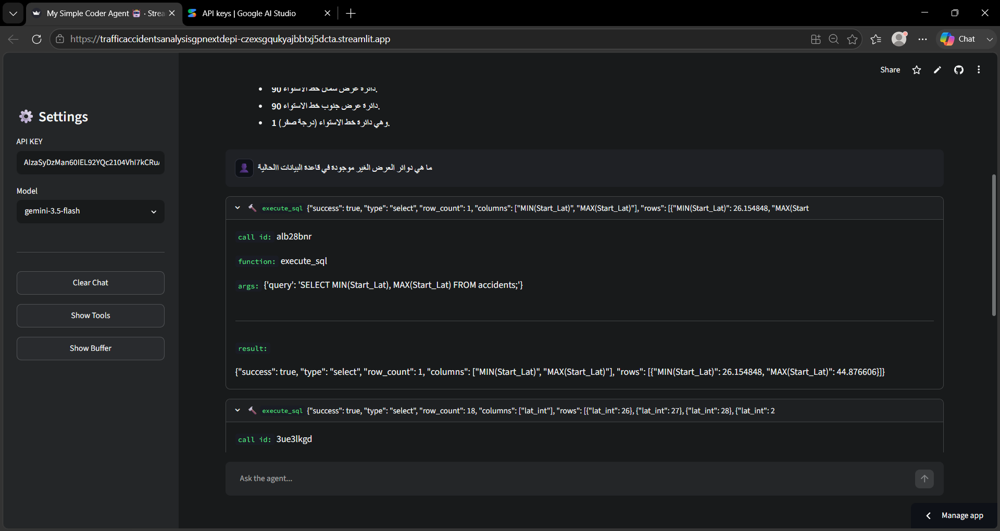 My Simple Coder Agent · Strea
API keys | Google AI Studio
https://trafficaccidentsanalysisgpnextdepi-czexsgqukyajbbtxj5dcta.streamlit.app
Chat
Share
Settings
API KEY
AIzaSyDzMan60IEL92YQc2104VhI7kCRu
Model
gemini-3.5-flash
Clear Chat
Show Tools
Show Buffer
90 دائرة عرض شمال خط الاستواء.
90 دائرة عرض جنوب خط الاستواء.
1 وهي دائرة خط الاستواء (درجة صفر).
ما هي دوائر العرض الغير موجودة في قاعدة البيانات االحالية
execute_sql {"success": true, "type": "select", "row_count": 1, "columns": ["MIN(Start_Lat)", "MAX(Start_Lat)"], "rows": [{"MIN(Start_Lat)": 26.154848, "MAX(Start
call id: alb28bnr
function: execute_sql
args: {'query': 'SELECT MIN(Start_Lat), MAX(Start_Lat) FROM accidents;'}
result:
{"success": true, "type": "select", "row_count": 1, "columns": ["MIN(Start_Lat)", "MAX(Start_Lat)"], "rows": [{"MIN(Start_Lat)": 26.154848, "MAX(Start_Lat)": 44.876606}]}
execute_sql {"success": true, "type": "select", "row_count": 18, "columns": ["lat_int"], "rows": [{"lat_int": 26}, {"lat_int": 27}, {"lat_int": 28}, {"lat_int": 2
call id: 3ue3lkgd
Ask the agent...
Manage app